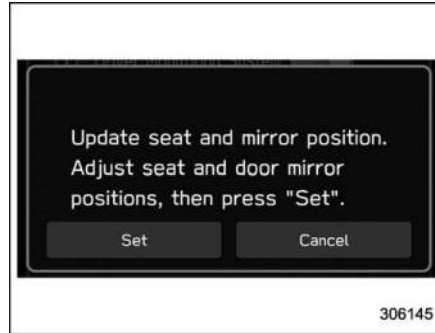 Update seat and mirror position.
Adjust seat and door mirror
positions, then press "Set".
Set
Cancel
306145